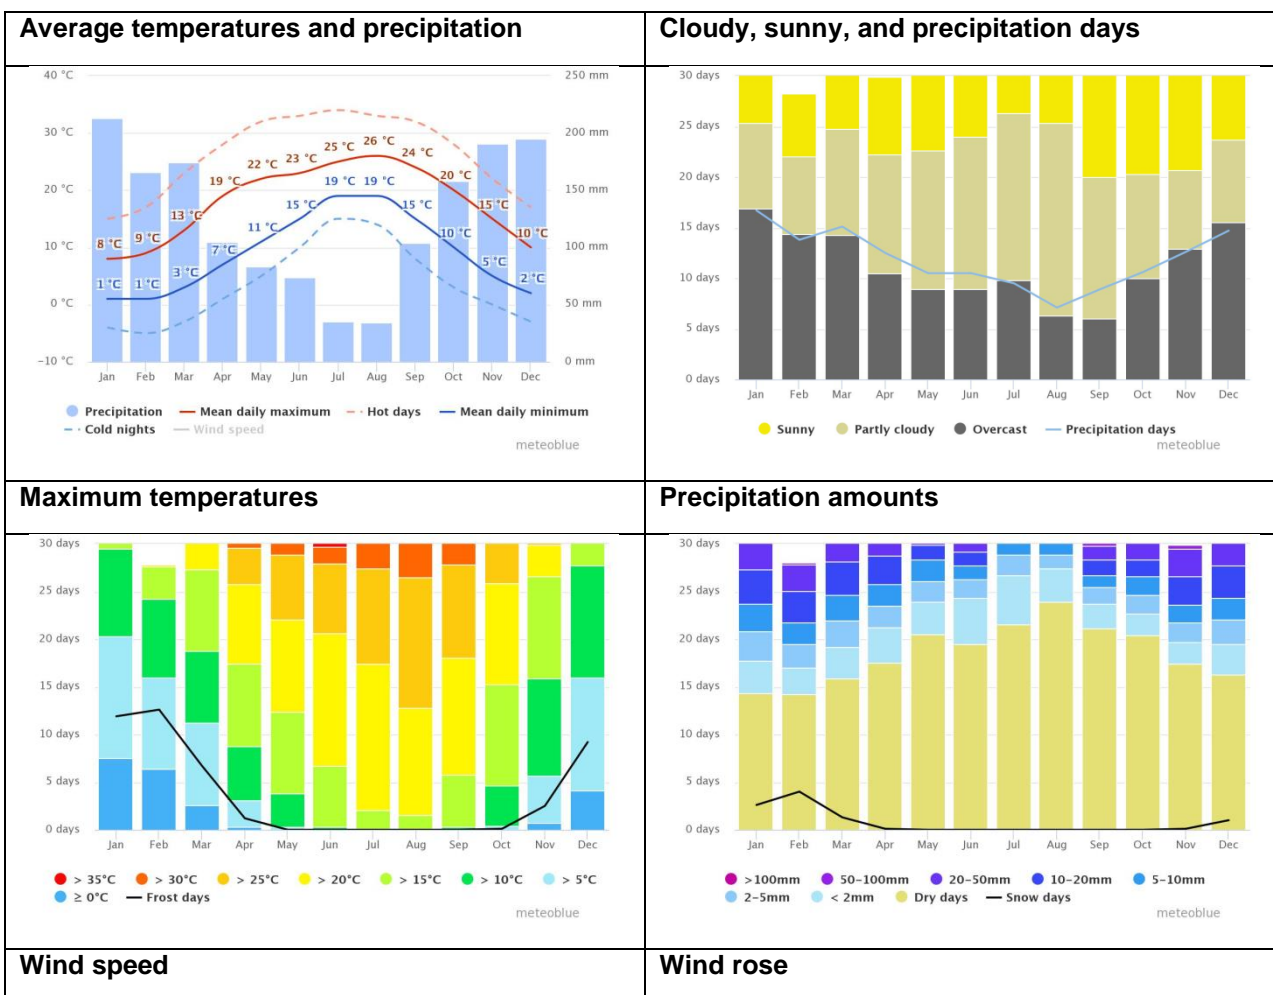 Average temperatures and precipitation
Cloudy, sunny, and precipitation days
40 °C
30 °C
20 °C
10 °C
0 °C
−10 °C
250 mm
200 mm
150 mm
100 mm
50 mm
0 mm
8 °C 9 °C 13 °C 19 °C 22 °C 23 °C 25 °C 26 °C 24 °C 20 °C 15 °C 10 °C
1 °C 1 °C 3 °C 7 °C 11 °C 15 °C 19 °C 19 °C 15 °C 10 °C 5 °C 2 °C
Jan Feb Mar Apr May Jun Jul Aug Sep Oct Nov Dec
Precipitation Mean daily maximum Hot days Mean daily minimum
Cold nights Wind speed
meteoblue
30 days
25 days
20 days
15 days
10 days
5 days
0 days
Jan Feb Mar Apr May Jun Jul Aug Sep Oct Nov Dec
Sunny Partly cloudy Overcast Precipitation days
meteoblue
Maximum temperatures
Precipitation amounts
30 days
25 days
20 days
15 days
10 days
5 days
0 days
Jan Feb Mar Apr May Jun Jul Aug Sep Oct Nov Dec
> 35°C > 30°C > 25°C > 20°C > 15°C > 10°C > 5°C
≥ 0°C Frost days
meteoblue
30 days
25 days
20 days
15 days
10 days
5 days
0 days
Jan Feb Mar Apr May Jun Jul Aug Sep Oct Nov Dec
>100mm 50−100mm 20−50mm 10−20mm 5−10mm
2−5mm < 2mm Dry days Snow days
meteoblue
Wind speed
Wind rose